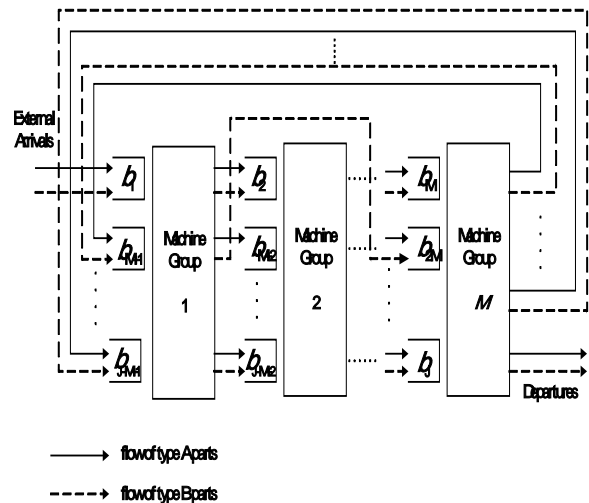 External
Arrivals
b1
b2
bM
Machine
Group
1
Machine
Group
2
Machine
Group
M
bM+1
bM+2
b2M
bJ-M+1
bJ-M+2
bJ
Departures
flow of type A parts
flow of type B parts